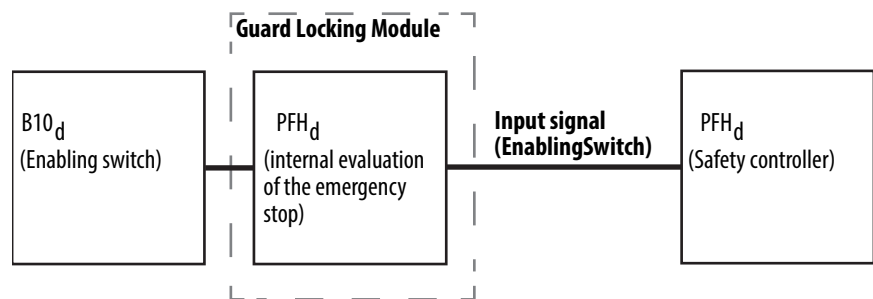 Guard Locking Module
B10d
(Enabling switch)
PFHd
(internal evaluation
of the emergency
stop)
Input signal
(EnablingSwitch)
PFHd
(Safety controller)